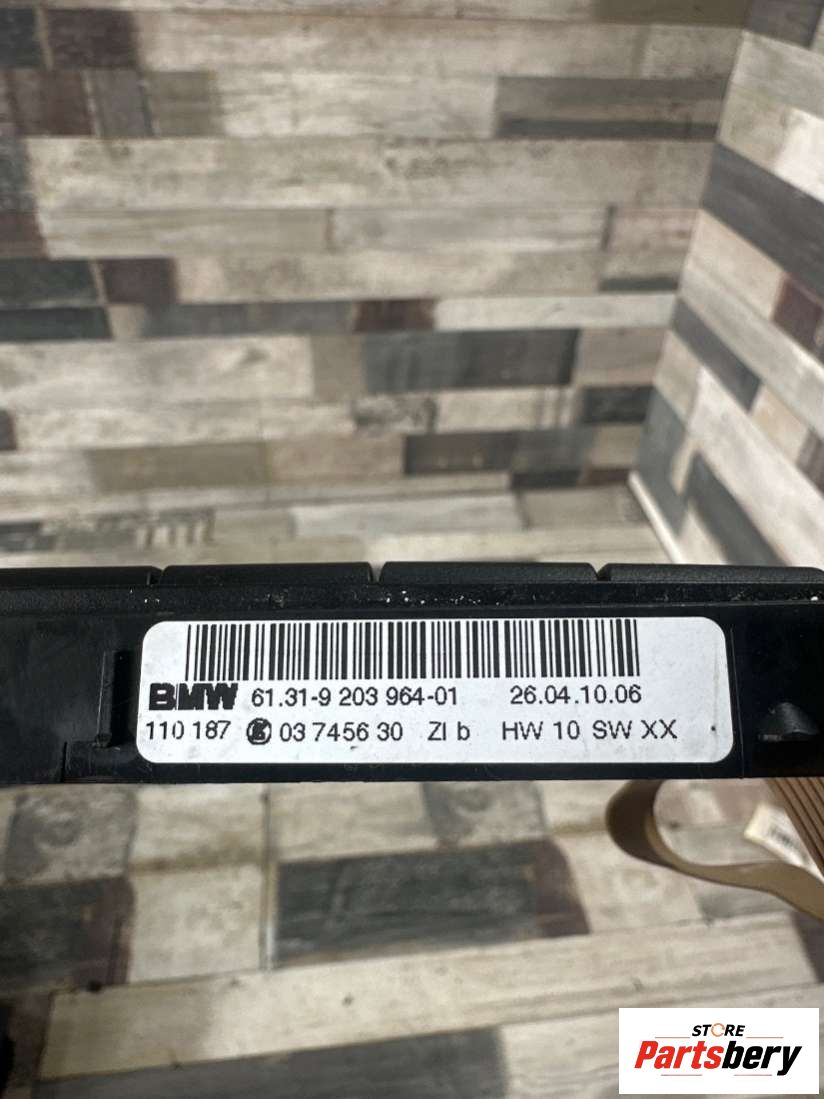 BMW 61.31-9 203 964-01 26.04.10.06
110 187 03 7456 30 ZI b HW 10 SW XX
STORE
Partsbery